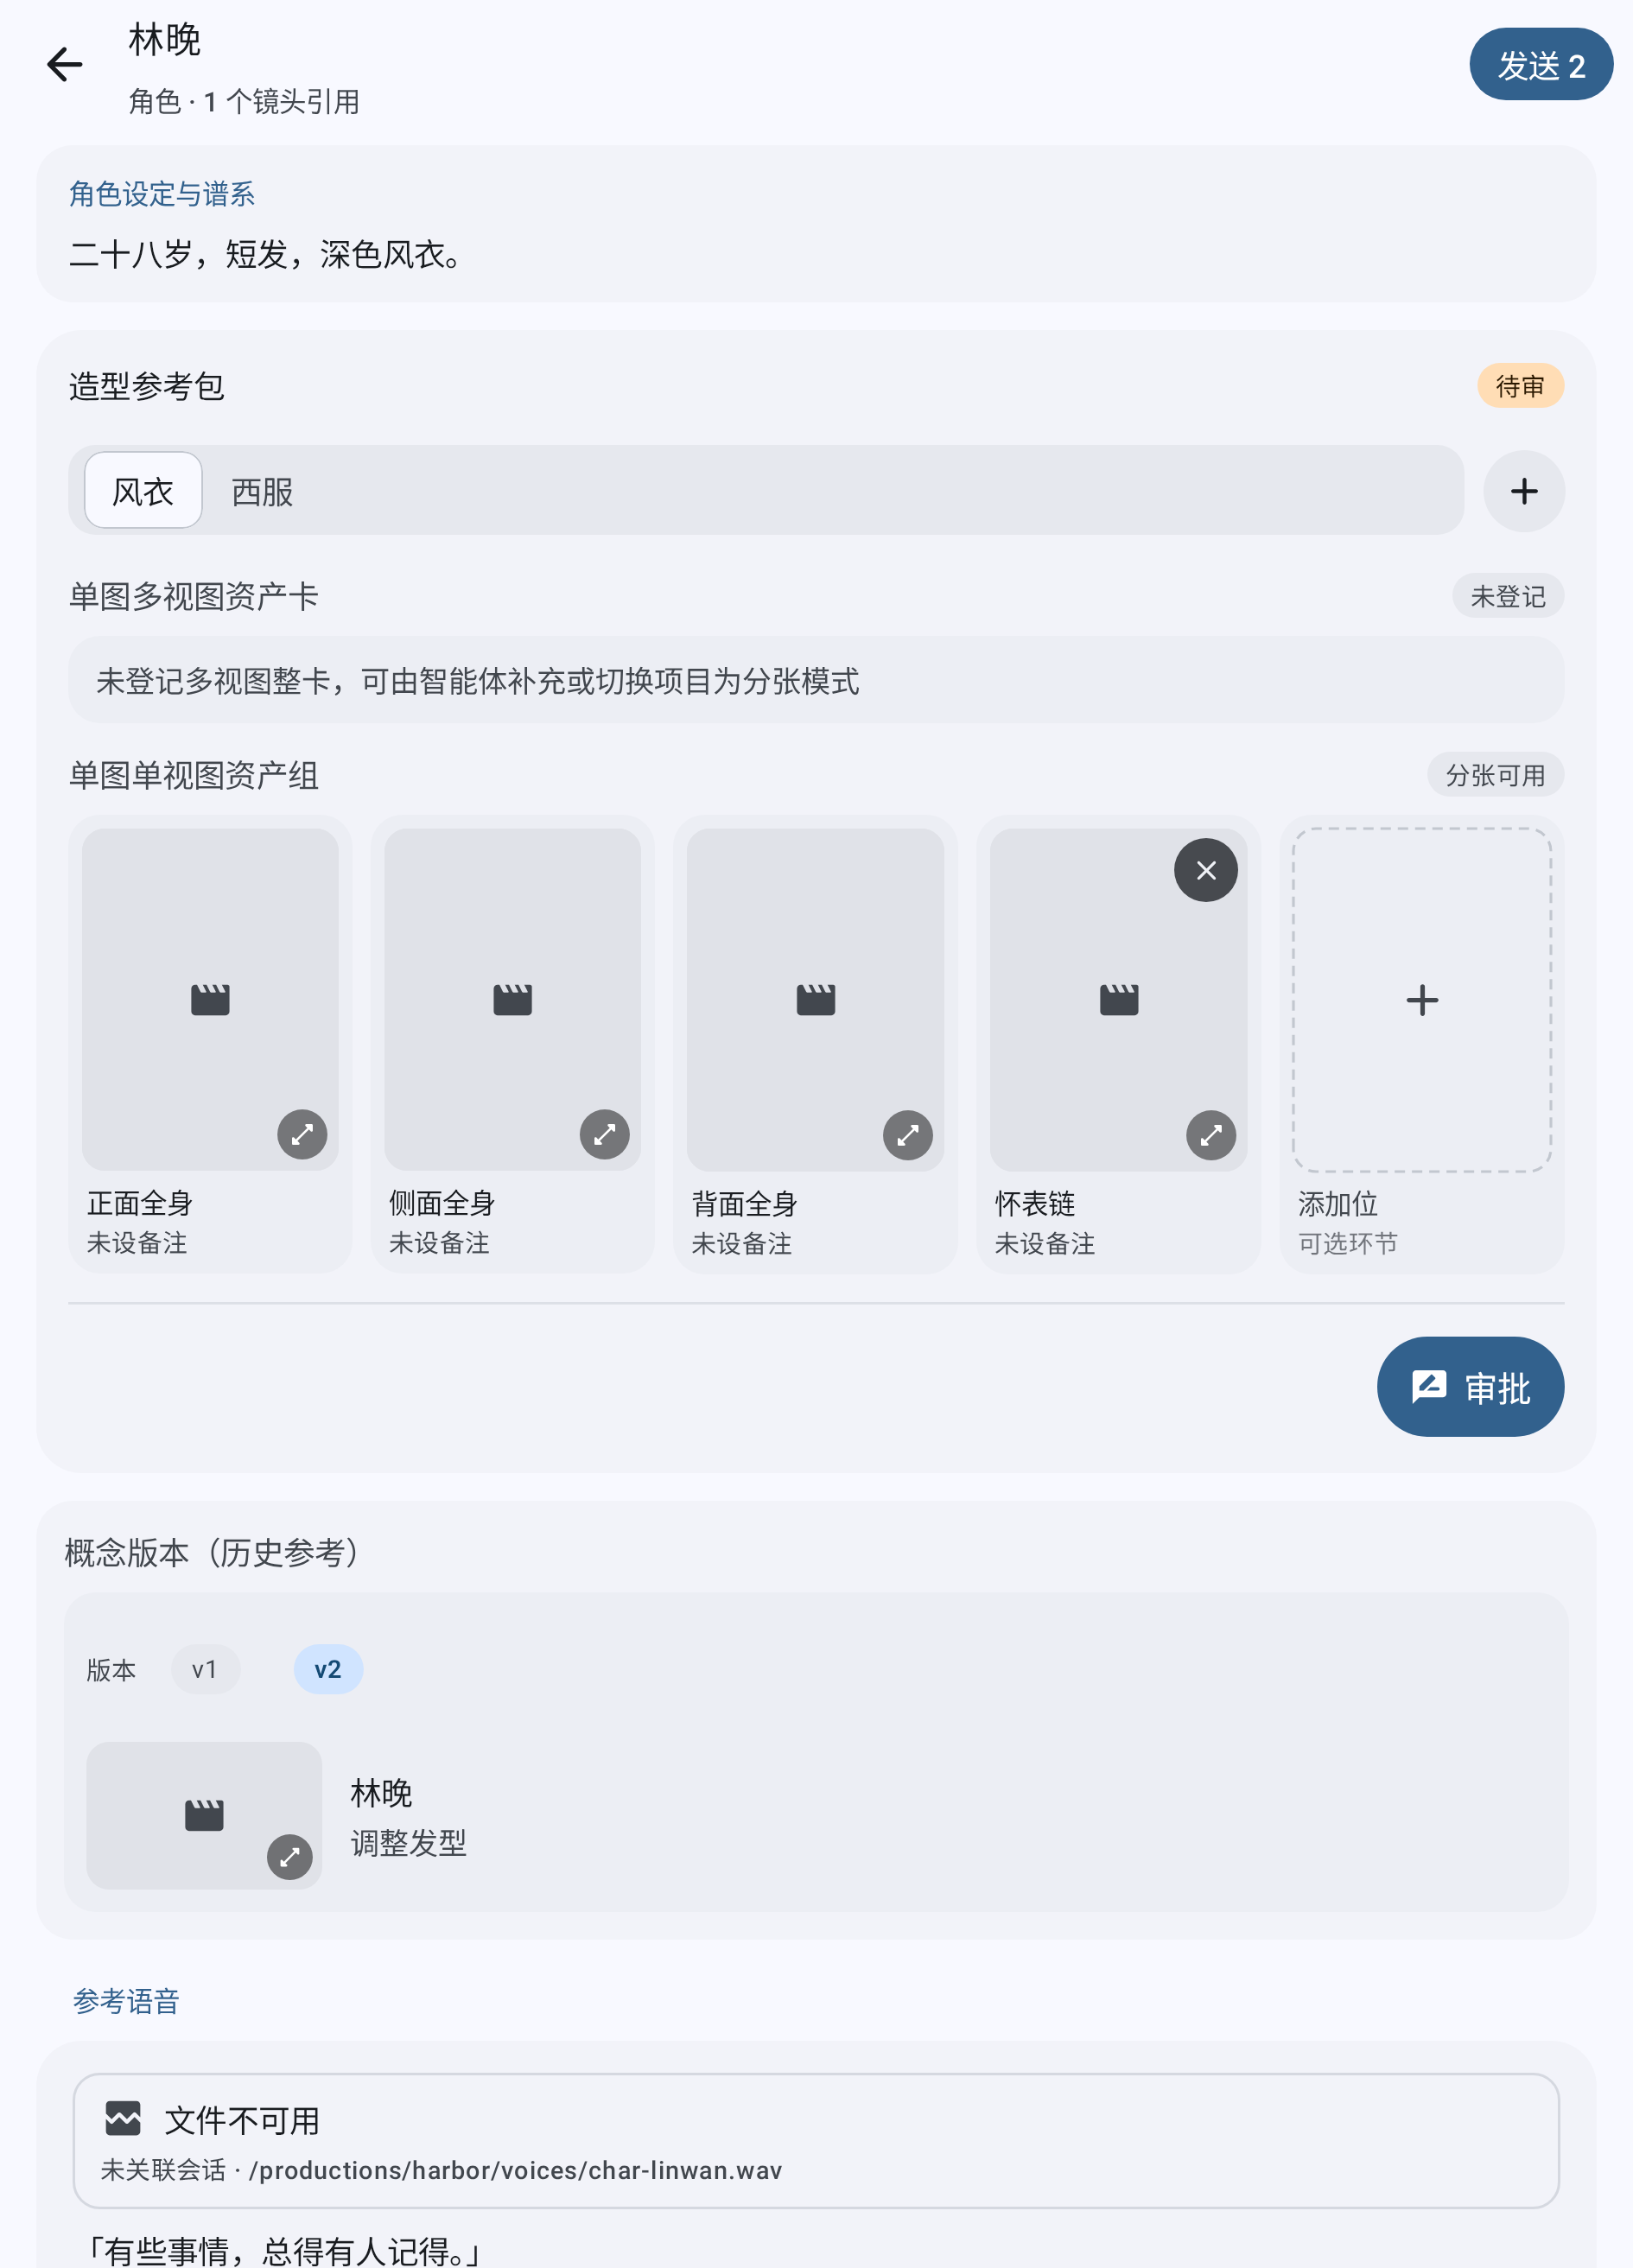 林晚
角色 · 1 个镜头引用
发送 2
角色设定与谱系
二十八岁，短发，深色风衣。
造型参考包
待审
风衣
西服
单图多视图资产卡
未登记
未登记多视图整卡，可由智能体补充或切换项目为分张模式
单图单视图资产组
分张可用
正面全身
未设备注
侧面全身
未设备注
背面全身
未设备注
怀表链
未设备注
添加位
可选环节
审批
概念版本（历史参考）
版本
v1
v2
林晚
调整发型
参考语音
文件不可用
未关联会话 · /productions/harbor/voices/char-linwan.wav
「有些事情，总得有人记得。」